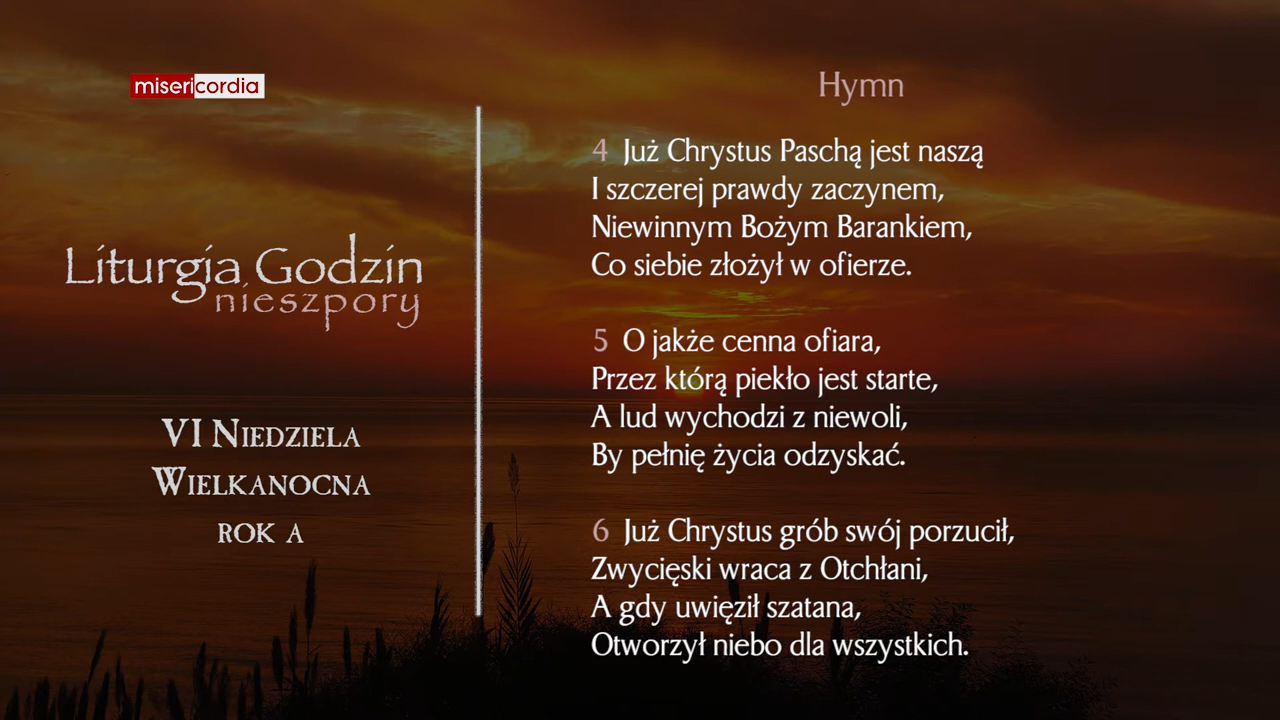 misericordia
Liturgia Godzin
nieszpory
VI Niedziela
Wielkanocna
rok A
Hymn
4 Już Chrystus Paschą jest naszą
I szczerej prawdy zaczynem,
Niewinnym Bożym Barankiem,
Co siebie złożył w ofierze.
5 O jakże cenna ofiara,
Przez którą piekło jest starte,
A lud wychodzi z niewoli,
By pełnię życia odzyskać.
6 Już Chrystus grób swój porzucił,
Zwycięski wraca z Otchłani,
A gdy uwięził szatana,
Otworzył niebo dla wszystkich.